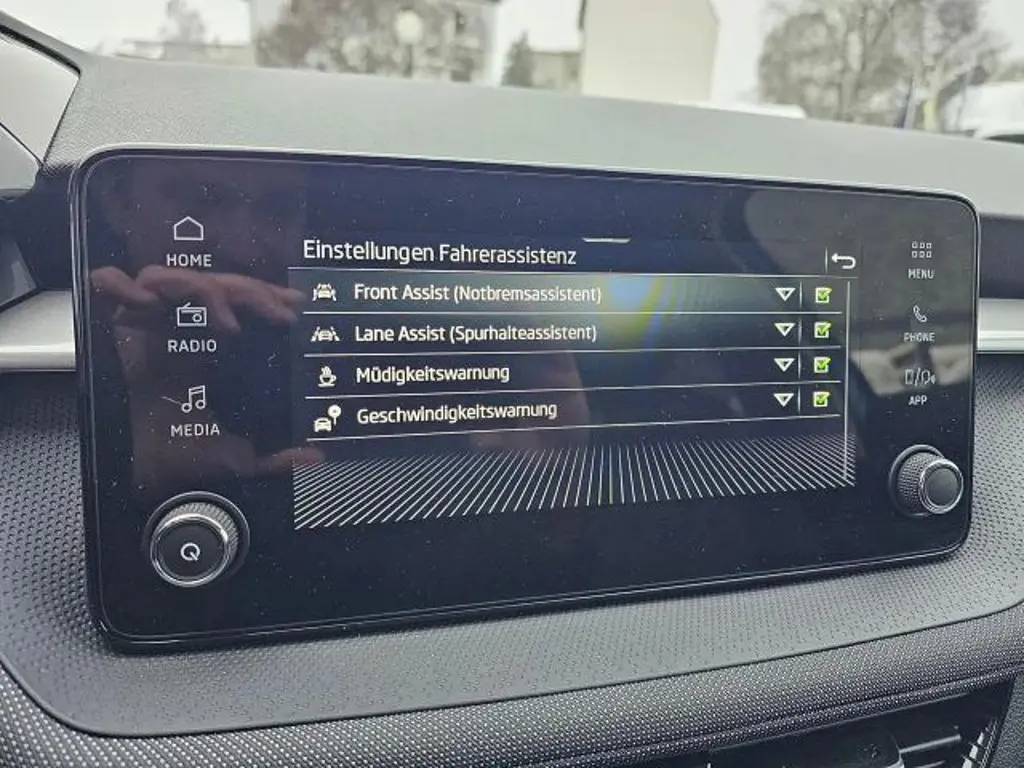 HOME
RADIO
MEDIA
Einstellungen Fahrerassistenz
Front Assist (Notbremsassistent)
Lane Assist (Spurhalteassistent)
Müdigkeitswarnung
Geschwindigkeitswarnung
MENU
PHONE
APP